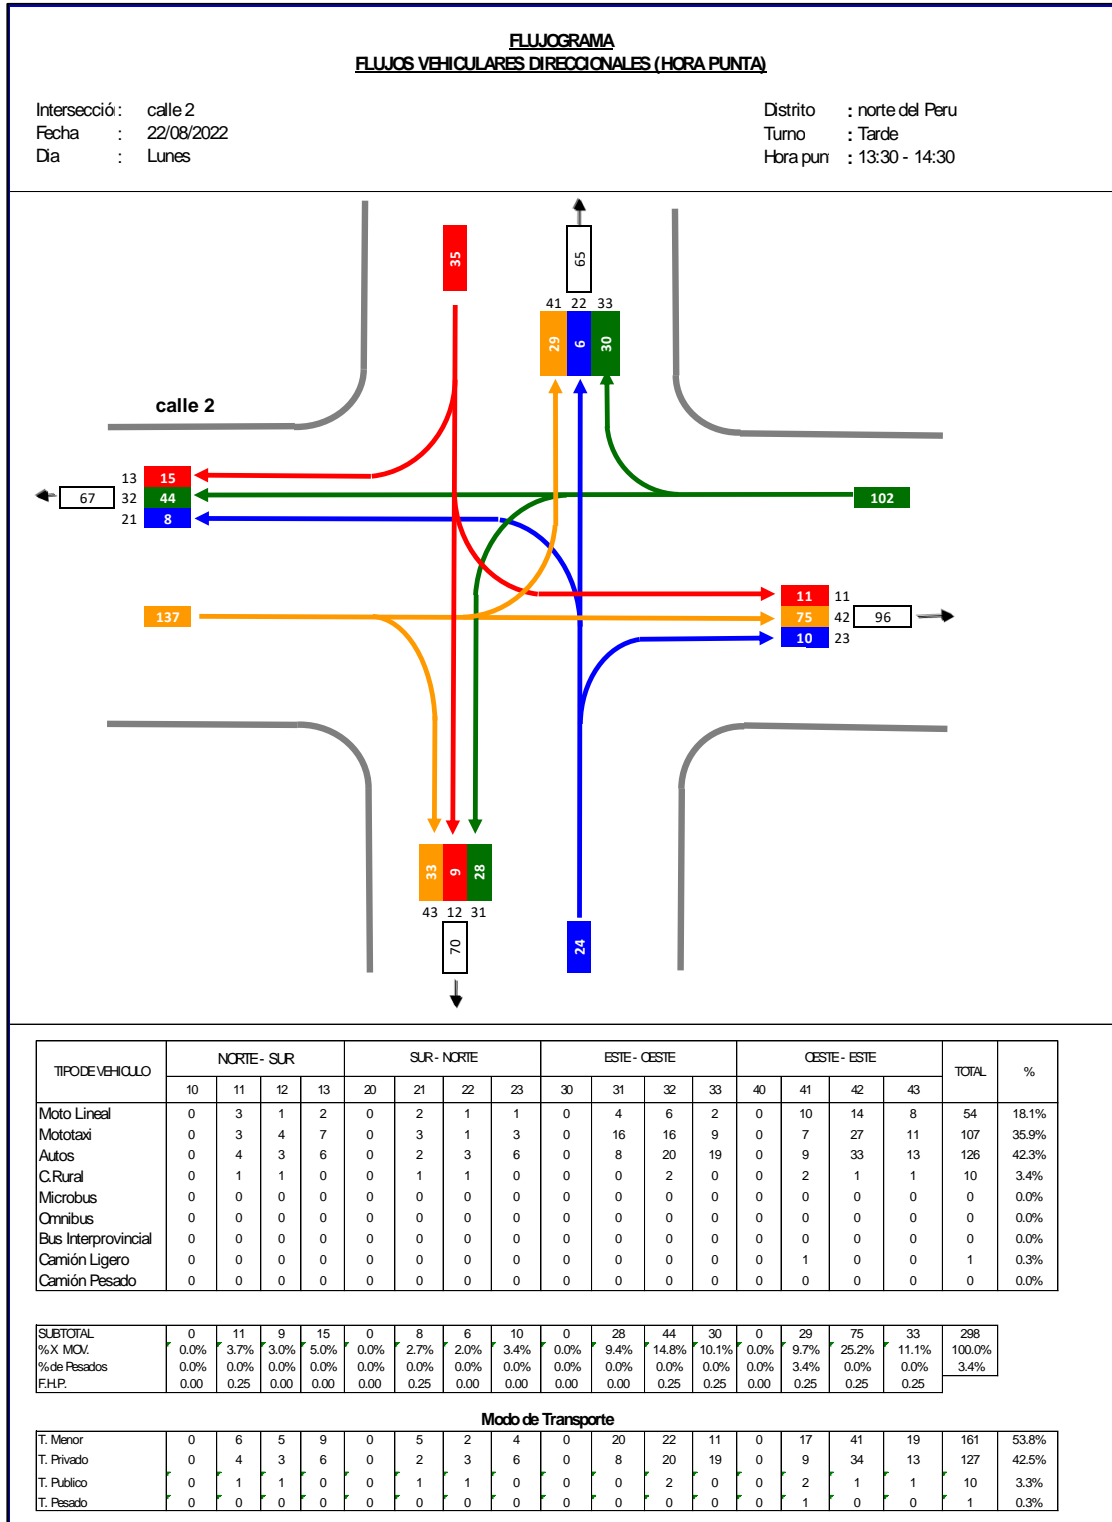 FLUJOGRAMA
FLUJOS VEHICULARES DIRECCIONALES (HORA PUNTA)
Intersecció: calle 2 Distrito : norte del Peru
Fecha : 22/08/2022 Turno : Tarde
Dia : Lunes Hora pun : 13:30 - 14:30
35
65
41 22 33
29 6 30
calle 2
13 15
67 32 44 102
21 8
11 11
137 75 42 96
10 23
33 9 28
43 12 31
70 24
TIPO DE VEHICULO NORTE - SUR SUR - NORTE ESTE - OESTE OESTE - ESTE TOTAL %
10 11 12 13 20 21 22 23 30 31 32 33 40 41 42 43
Moto Lineal 0 3 1 2 0 2 1 1 0 4 6 2 0 10 14 8 54 18.1%
Mototaxi 0 3 4 7 0 3 1 3 0 16 16 9 0 7 27 11 107 35.9%
Autos 0 4 3 6 0 2 3 6 0 8 20 19 0 9 33 13 126 42.3%
C.Rural 0 1 1 0 0 1 1 0 0 0 2 0 0 2 1 1 10 3.4%
Microbus 0 0 0 0 0 0 0 0 0 0 0 0 0 0 0 0 0 0.0%
Omnibus 0 0 0 0 0 0 0 0 0 0 0 0 0 0 0 0 0 0.0%
Bus Interprovincial 0 0 0 0 0 0 0 0 0 0 0 0 0 0 0 0 0 0.0%
Camión Ligero 0 0 0 0 0 0 0 0 0 0 0 0 0 1 0 0 1 0.3%
Camión Pesado 0 0 0 0 0 0 0 0 0 0 0 0 0 0 0 0 0 0.0%
SUBTOTAL 0 11 9 15 0 8 6 10 0 28 44 30 0 29 75 33 298
% X MOV. 0.0% 3.7% 3.0% 5.0% 0.0% 2.7% 2.0% 3.4% 0.0% 9.4% 14.8% 10.1% 0.0% 9.7% 25.2% 11.1% 100.0%
% de Pesados 0.0% 0.0% 0.0% 0.0% 0.0% 0.0% 0.0% 0.0% 0.0% 0.0% 0.0% 0.0% 0.0% 3.4% 0.0% 0.0% 3.4%
F.H.P. 0.00 0.25 0.00 0.00 0.00 0.25 0.00 0.00 0.00 0.00 0.25 0.25 0.00 0.25 0.25 0.25
Modo de Transporte
T. Menor 0 6 5 9 0 5 2 4 0 20 22 11 0 17 41 19 161 53.8%
T. Privado 0 4 3 6 0 2 3 6 0 8 20 19 0 9 34 13 127 42.5%
T. Publico 0 1 1 0 0 1 1 0 0 0 2 0 0 2 1 1 10 3.3%
T. Pesado 0 0 0 0 0 0 0 0 0 0 0 0 0 1 0 0 1 0.3%